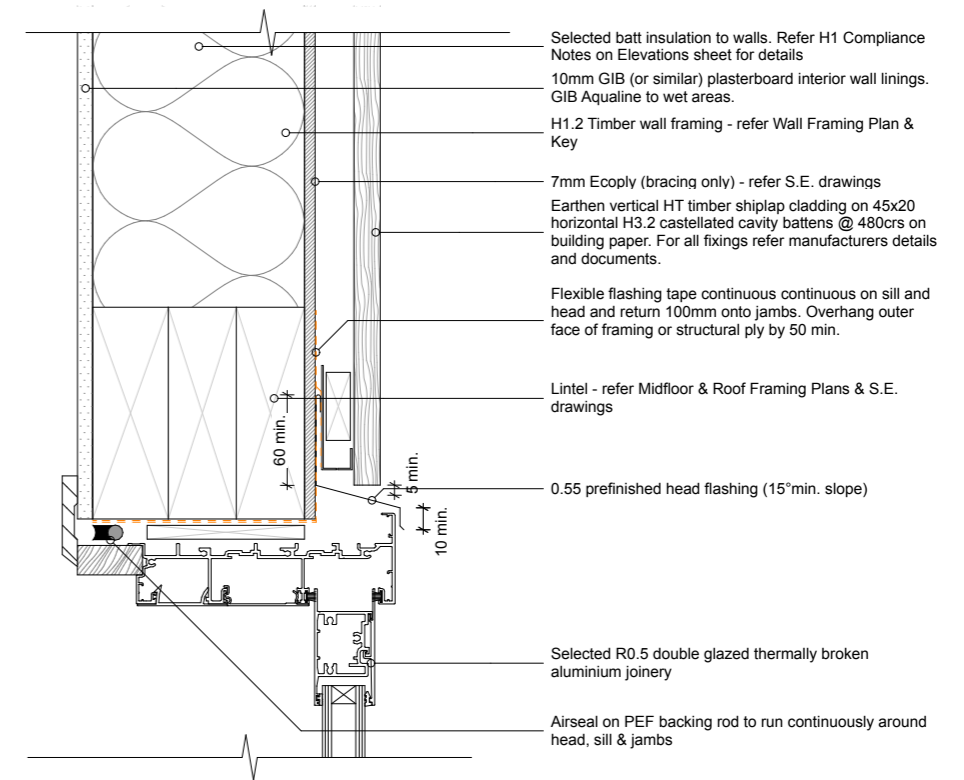 Selected batt insulation to walls. Refer H1 Compliance
Notes on Elevations sheet for details
10mm GIB (or similar) plasterboard interior wall linings.
GIB Aqualine to wet areas.
H1.2 Timber wall framing - refer Wall Framing Plan &
Key
7mm Ecoply (bracing only) - refer S.E. drawings
Earthen vertical HT timber shiplap cladding on 45x20
horizontal H3.2 castellated cavity battens @ 480crs on
building paper. For all fixings refer manufacturers details
and documents.
Flexible flashing tape continuous continuous on sill and
head and return 100mm onto jambs. Overhang outer
face of framing or structural ply by 50 min.
Lintel - refer Midfloor & Roof Framing Plans & S.E.
drawings
60 min.
5 min.
10 min.
0.55 prefinished head flashing (15°min. slope)
Selected R0.5 double glazed thermally broken
aluminium joinery
Airseal on PEF backing rod to run continuously around
head, sill & jambs